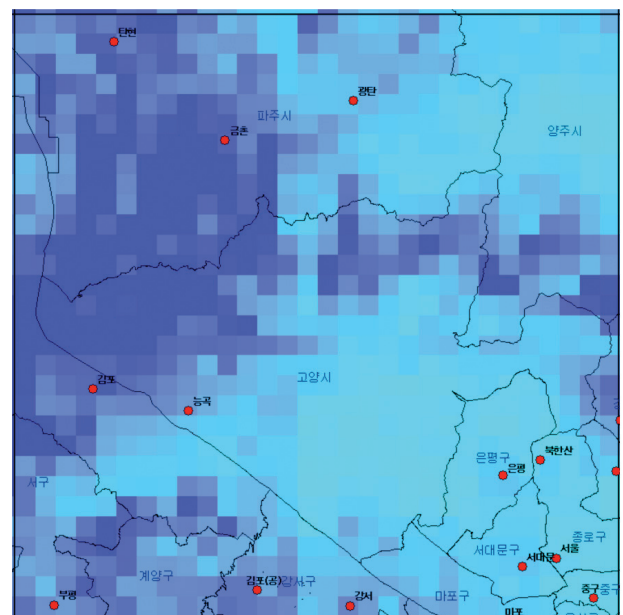 탄현
광탄
파주시
금촌
양주시
김포
고양시
능곡
은평구
북한산
은평
서구
서대문구
종로구
서울
서대문
계양구
김포(공)
강서구
부평
강서
마포구
마포
중구
중구